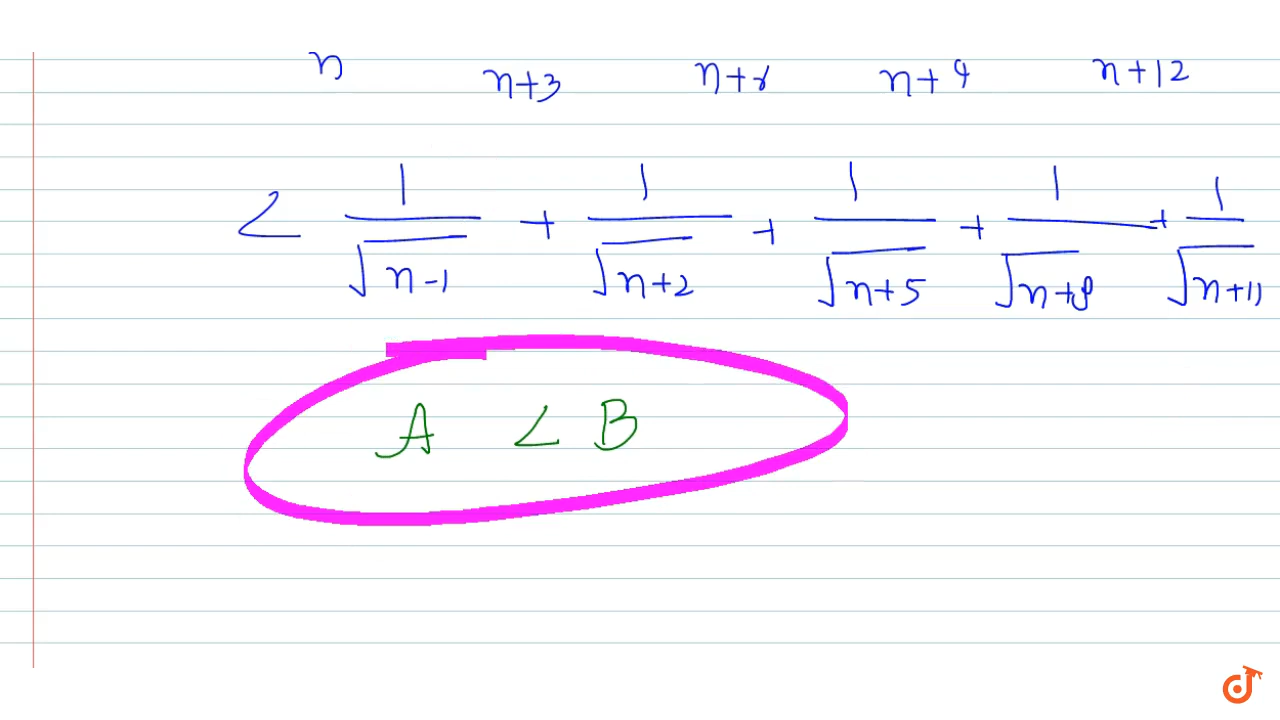 n n+3 n+6 n+9 n+12
< 1/√(n-1) + 1/√(n+2) + 1/√(n+5) + 1/√(n+8) + 1/√(n+11)
A < B